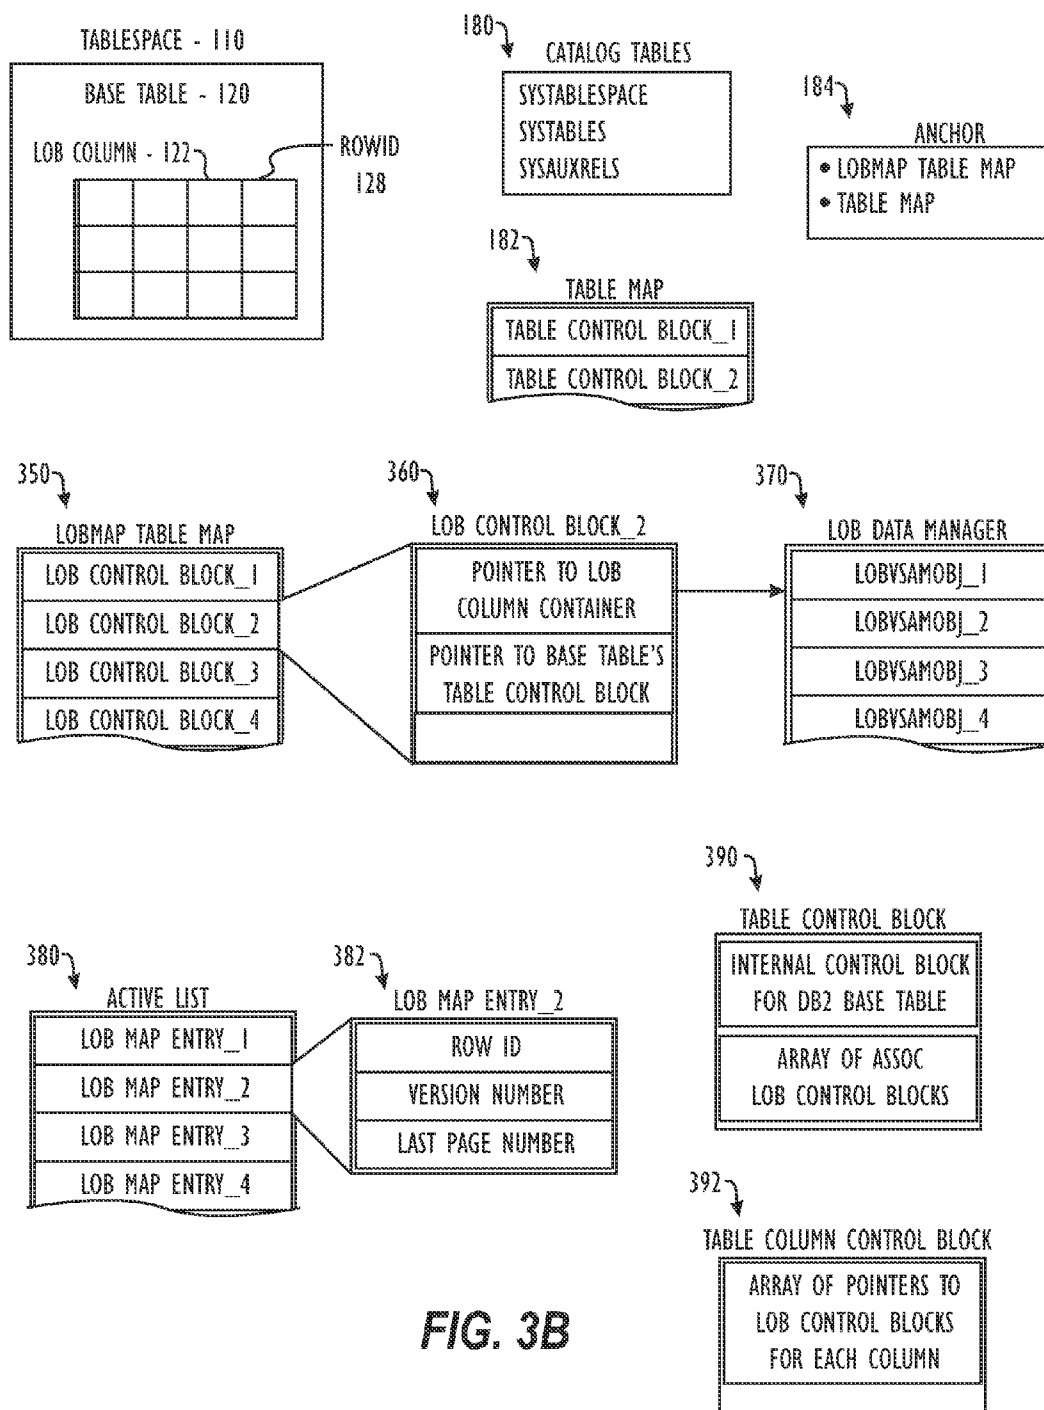 TABLESPACE - 110
BASE TABLE - 120
LOB COLUMN - 122
ROWID
128
180
CATALOG TABLES
SYSTABLESPACE
SYSTABLES
SYSAUXRELS
184
ANCHOR
• LOBMAP TABLE MAP
• TABLE MAP
182
TABLE MAP
TABLE CONTROL BLOCK_1
TABLE CONTROL BLOCK_2
350
LOBMAP TABLE MAP
LOB CONTROL BLOCK_1
LOB CONTROL BLOCK_2
LOB CONTROL BLOCK_3
LOB CONTROL BLOCK_4
360
LOB CONTROL BLOCK_2
POINTER TO LOB
COLUMN CONTAINER
POINTER TO BASE TABLE'S
TABLE CONTROL BLOCK
370
LOB DATA MANAGER
LOBVSAMOBJ_1
LOBVSAMOBJ_2
LOBVSAMOBJ_3
LOBVSAMOBJ_4
380
ACTIVE LIST
LOB MAP ENTRY_1
LOB MAP ENTRY_2
LOB MAP ENTRY_3
LOB MAP ENTRY_4
382
LOB MAP ENTRY_2
ROW ID
VERSION NUMBER
LAST PAGE NUMBER
390
TABLE CONTROL BLOCK
INTERNAL CONTROL BLOCK
FOR DB2 BASE TABLE
ARRAY OF ASSOC
LOB CONTROL BLOCKS
392
TABLE COLUMN CONTROL BLOCK
ARRAY OF POINTERS TO
LOB CONTROL BLOCKS
FOR EACH COLUMN
FIG. 3B